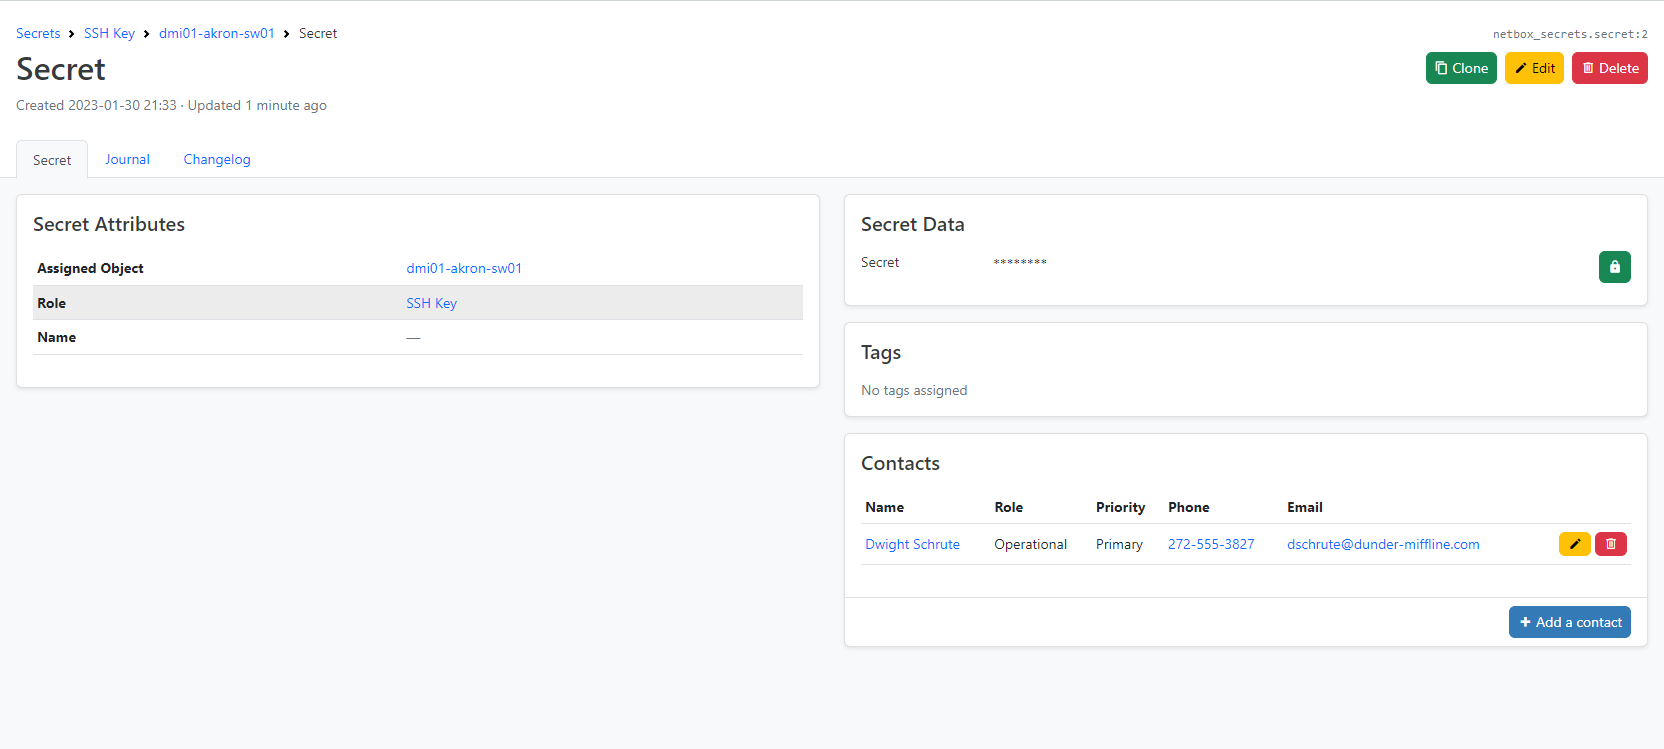 Secrets > SSH Key > dmi01-akron-sw01 > Secret
netbox_secrets.secret:2
Secret
Clone Edit Delete
Created 2023-01-30 21:33 · Updated 1 minute ago
Secret Journal Changelog
Secret Attributes
Assigned Object dmi01-akron-sw01
Role SSH Key
Name —
Secret Data
Secret ********
Tags
No tags assigned
Contacts
Name Role Priority Phone Email
Dwight Schrute Operational Primary 272-555-3827 dschrute@dunder-miffline.com
+ Add a contact